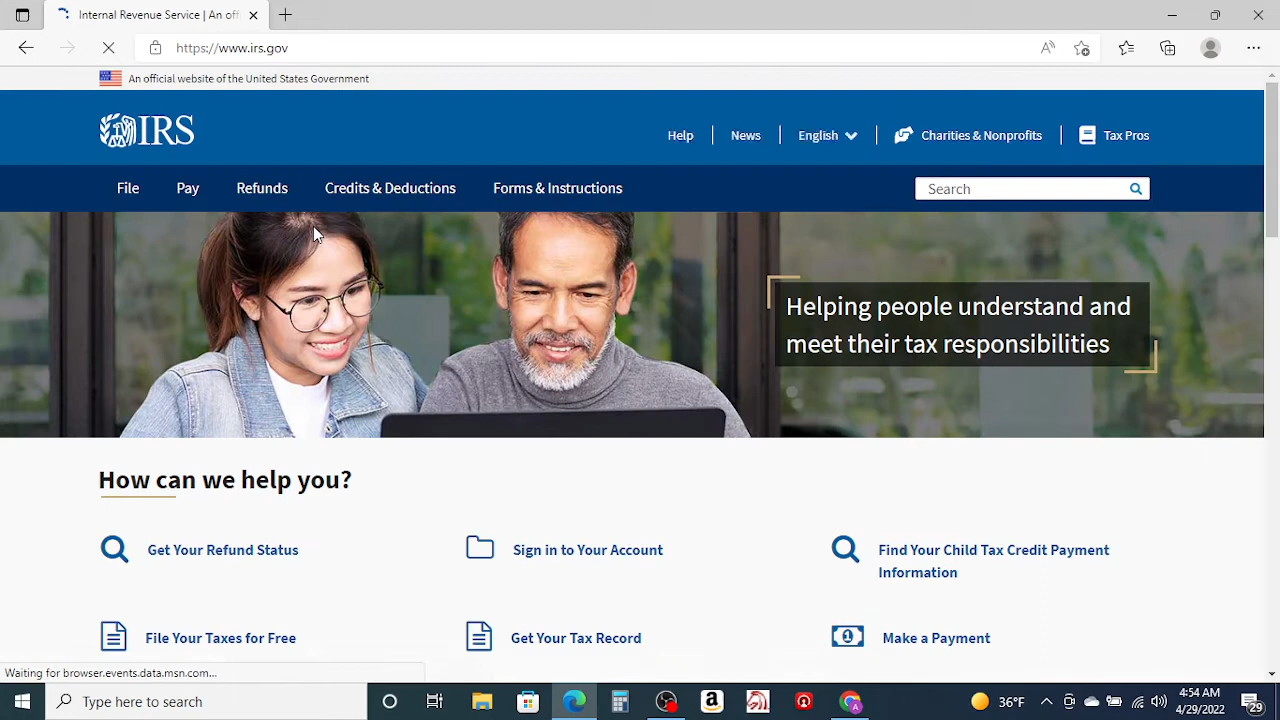 Internal Revenue Service | An off
https://www.irs.gov
An official website of the United States Government
IRS
Help
News
English
Charities & Nonprofits
Tax Pros
File
Pay
Refunds
Credits & Deductions
Forms & Instructions
Search
Helping people understand and
meet their tax responsibilities
How can we help you?
Get Your Refund Status
Sign in to Your Account
Find Your Child Tax Credit Payment
Information
File Your Taxes for Free
Get Your Tax Record
Make a Payment
Waiting for browser.events.data.msn.com...
Type here to search
36°F
4:54 AM
4/29/2022
29